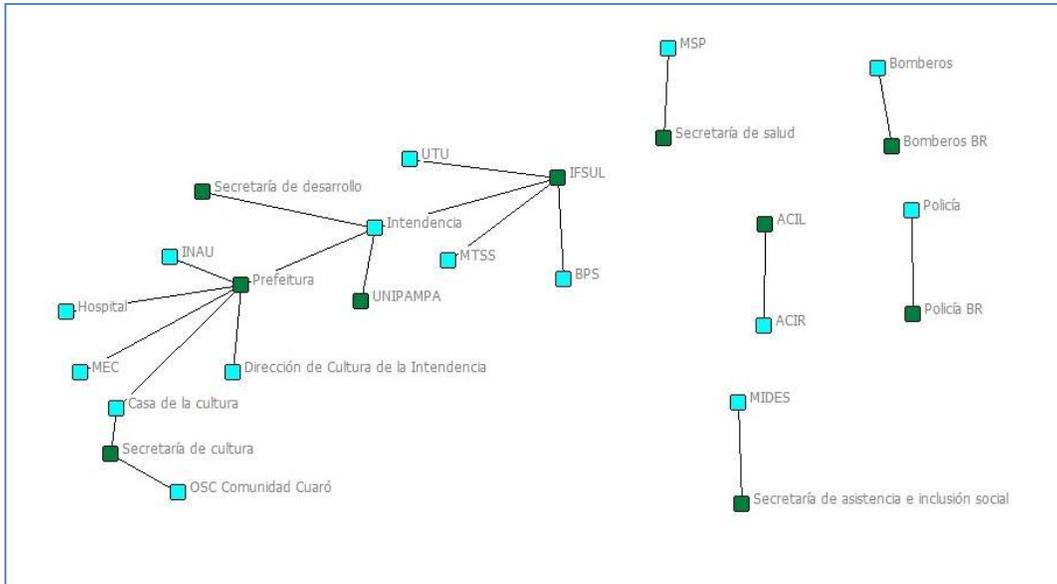 MSP
Bomberos
Secretaría de salud
Bomberos BR
UTU
IFSUL
Secretaría de desarrollo
Intendencia
ACIL
Policía
INAU
MTSS
BPS
Prefeitura
UNIPAMPA
Hospital
ACIR
Policía BR
MEC
Dirección de Cultura de la Intendencia
Casa de la cultura
MIDES
Secretaría de cultura
OSC Comunidad Cuaró
Secretaría de asistencia e inclusión social